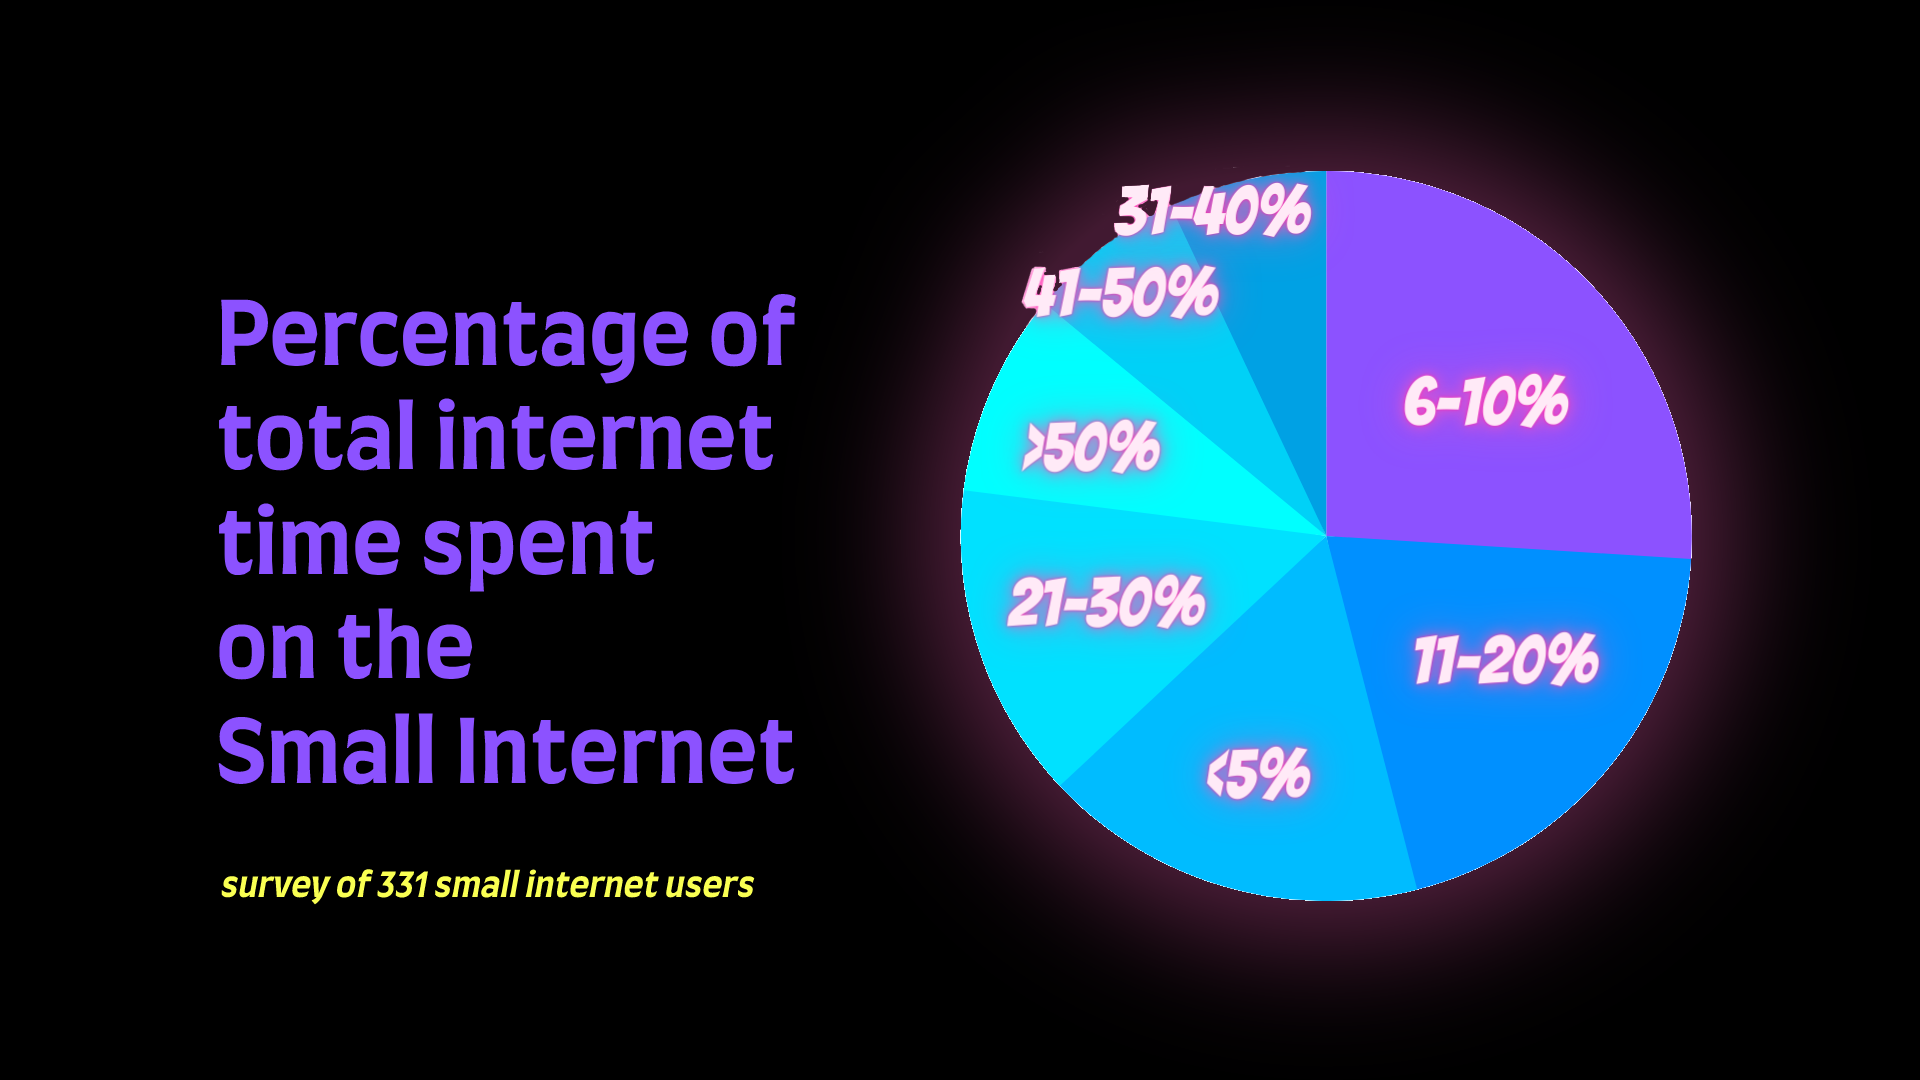 Percentage of
total internet
time spent
on the
Small Internet
survey of 331 small internet users
31-40%
41-50%
6-10%
>50%
21-30%
11-20%
<5%